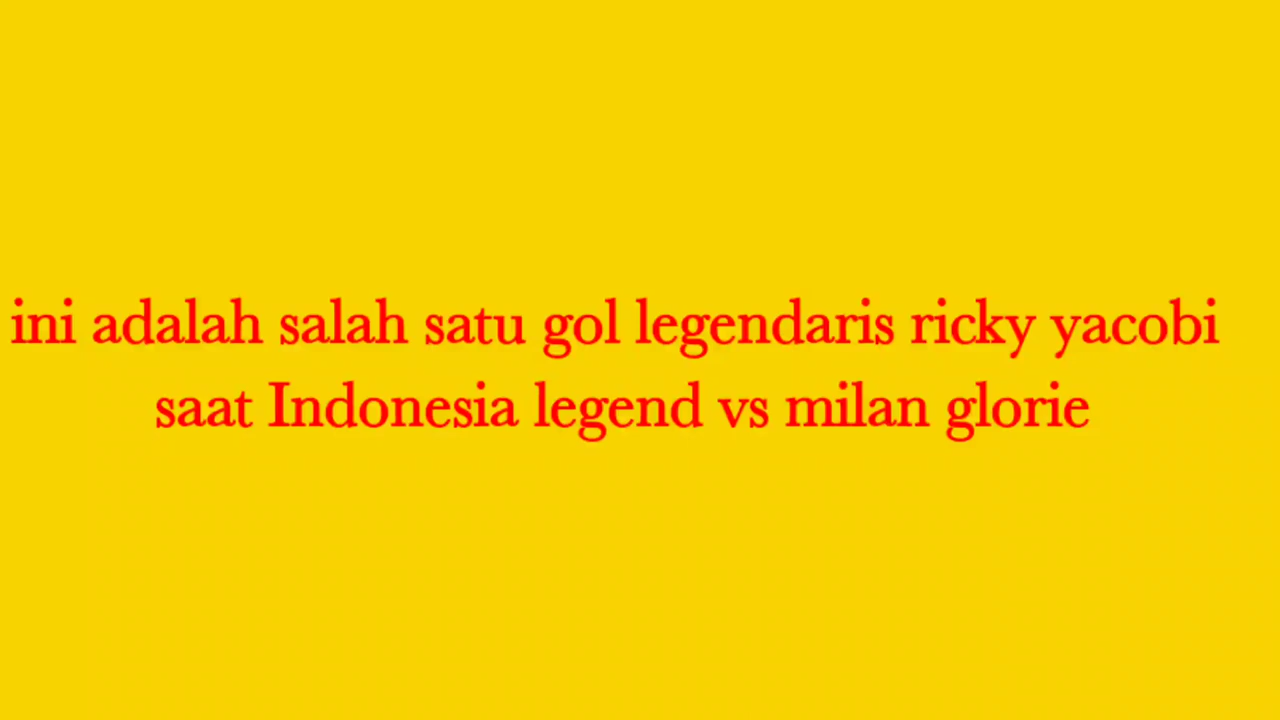 ini adalah salah satu gol legendaris ricky yacobi
saat Indonesia legend vs milan glorie